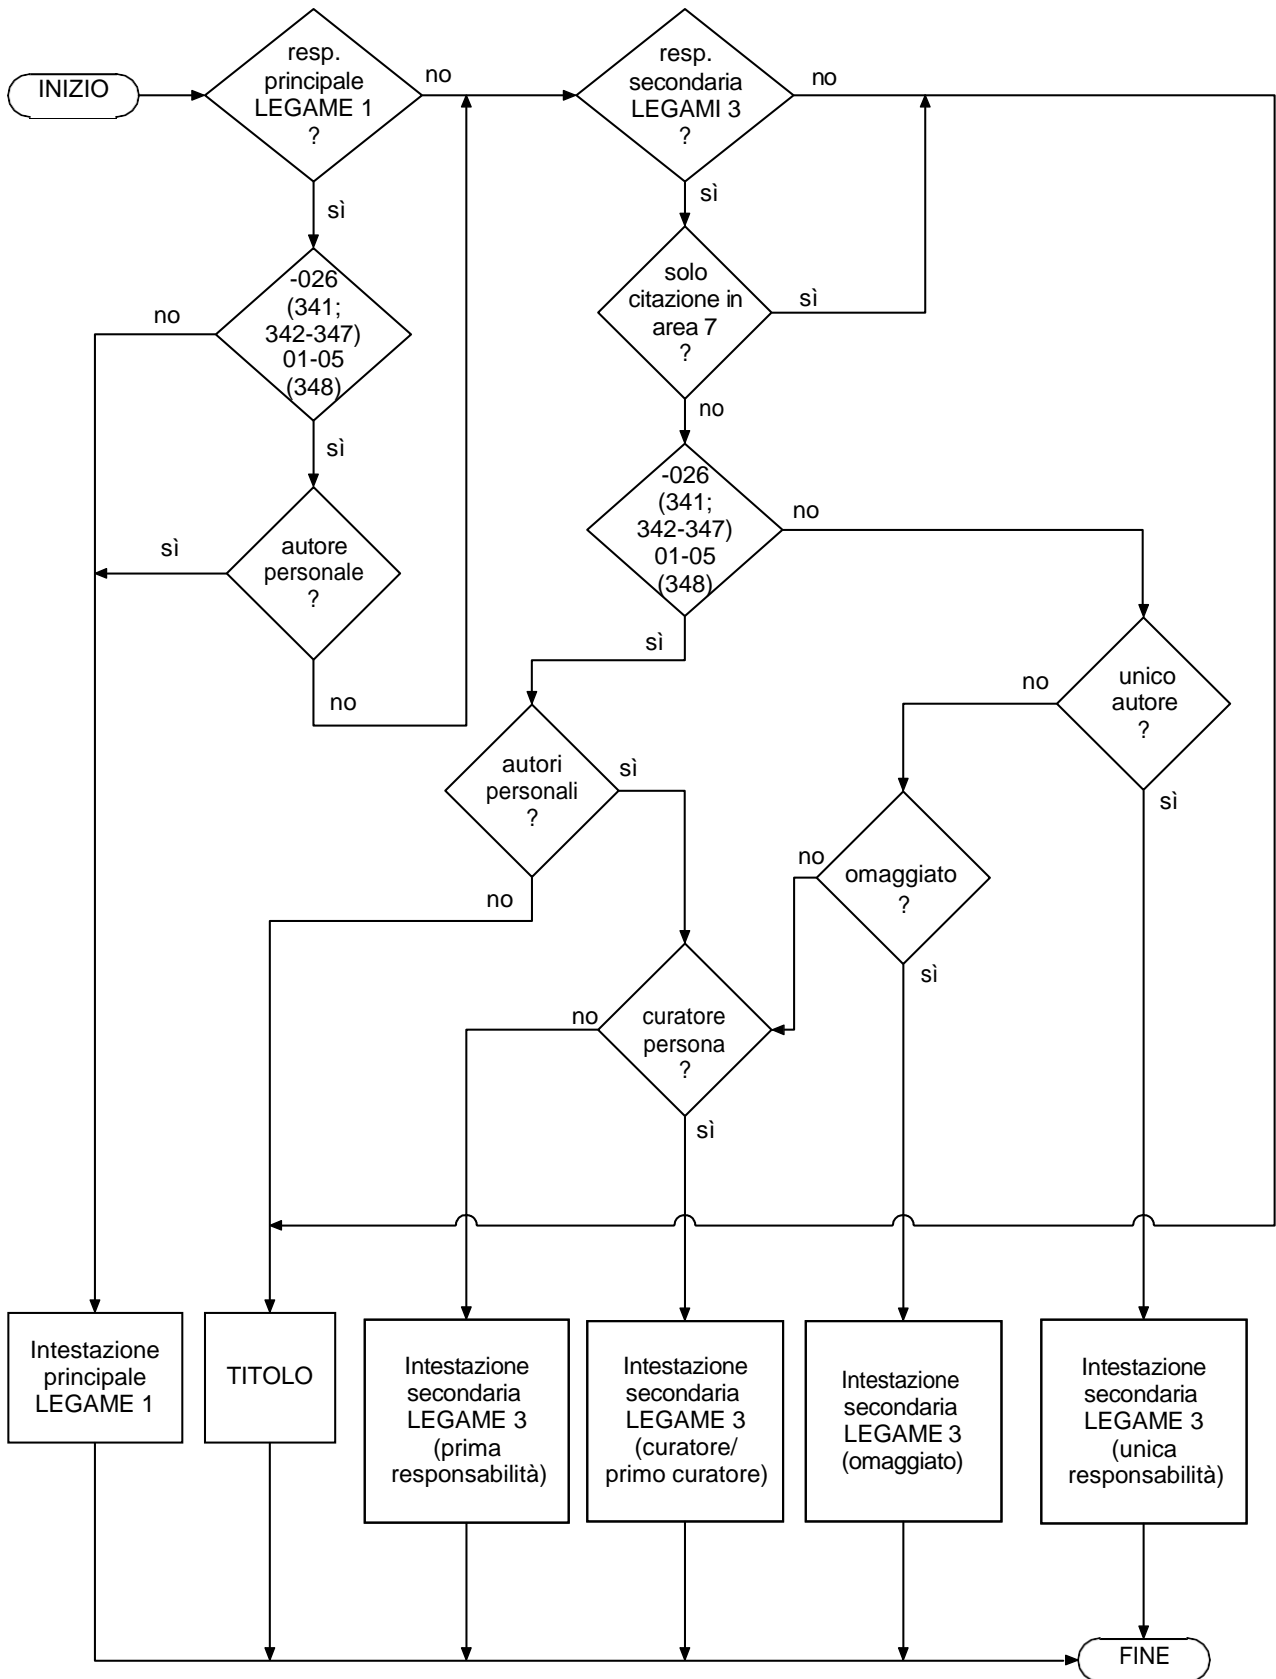 INIZIO
resp.
principale
LEGAME 1
?
no
resp.
secondaria
LEGAMI 3
?
no
sì
sì
-026
(341;
342-347)
01-05
(348)
no
solo
citazione in
area 7
?
sì
no
sì
-026
(341;
342-347)
01-05
(348)
no
autore
personale
?
sì
no
sì
unico
autore
?
no
sì
autori
personali
?
sì
no
omaggiato
?
no
sì
curatore
persona
?
no
sì
Intestazione
principale
LEGAME 1
TITOLO
Intestazione
secondaria
LEGAME 3
(prima
responsabilità)
Intestazione
secondaria
LEGAME 3
(curatore/
primo curatore)
Intestazione
secondaria
LEGAME 3
(omaggiato)
Intestazione
secondaria
LEGAME 3
(unica
responsabilità)
FINE